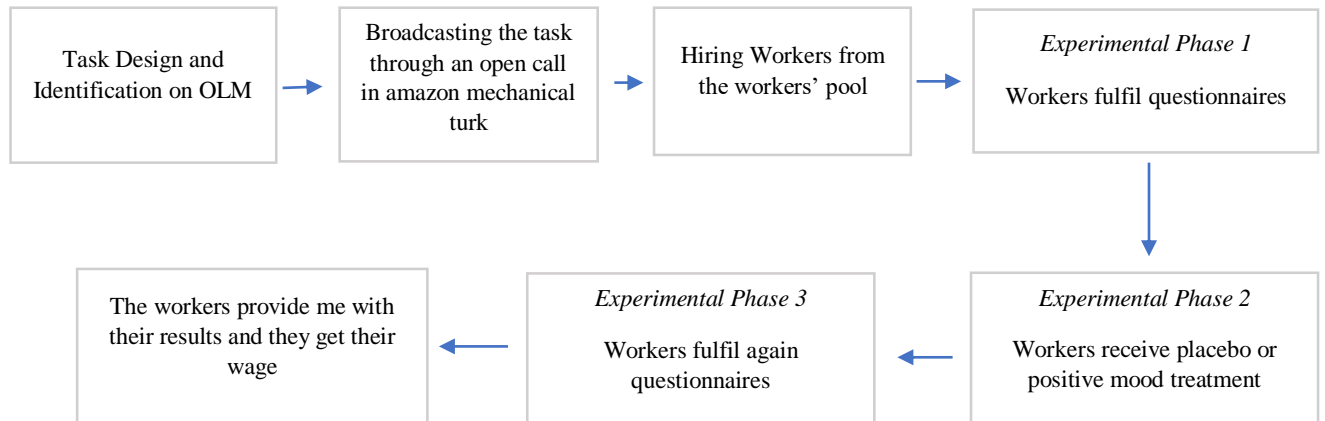 Task Design and
Identification on OLM
Broadcasting the task
through an open call
in amazon mechanical
turk
Hiring Workers from
the workers’ pool
Experimental Phase 1
Workers fulfil questionnaires
Experimental Phase 2
Workers receive placebo or
positive mood treatment
Experimental Phase 3
Workers fulfil again
questionnaires
The workers provide me with
their results and they get their
wage